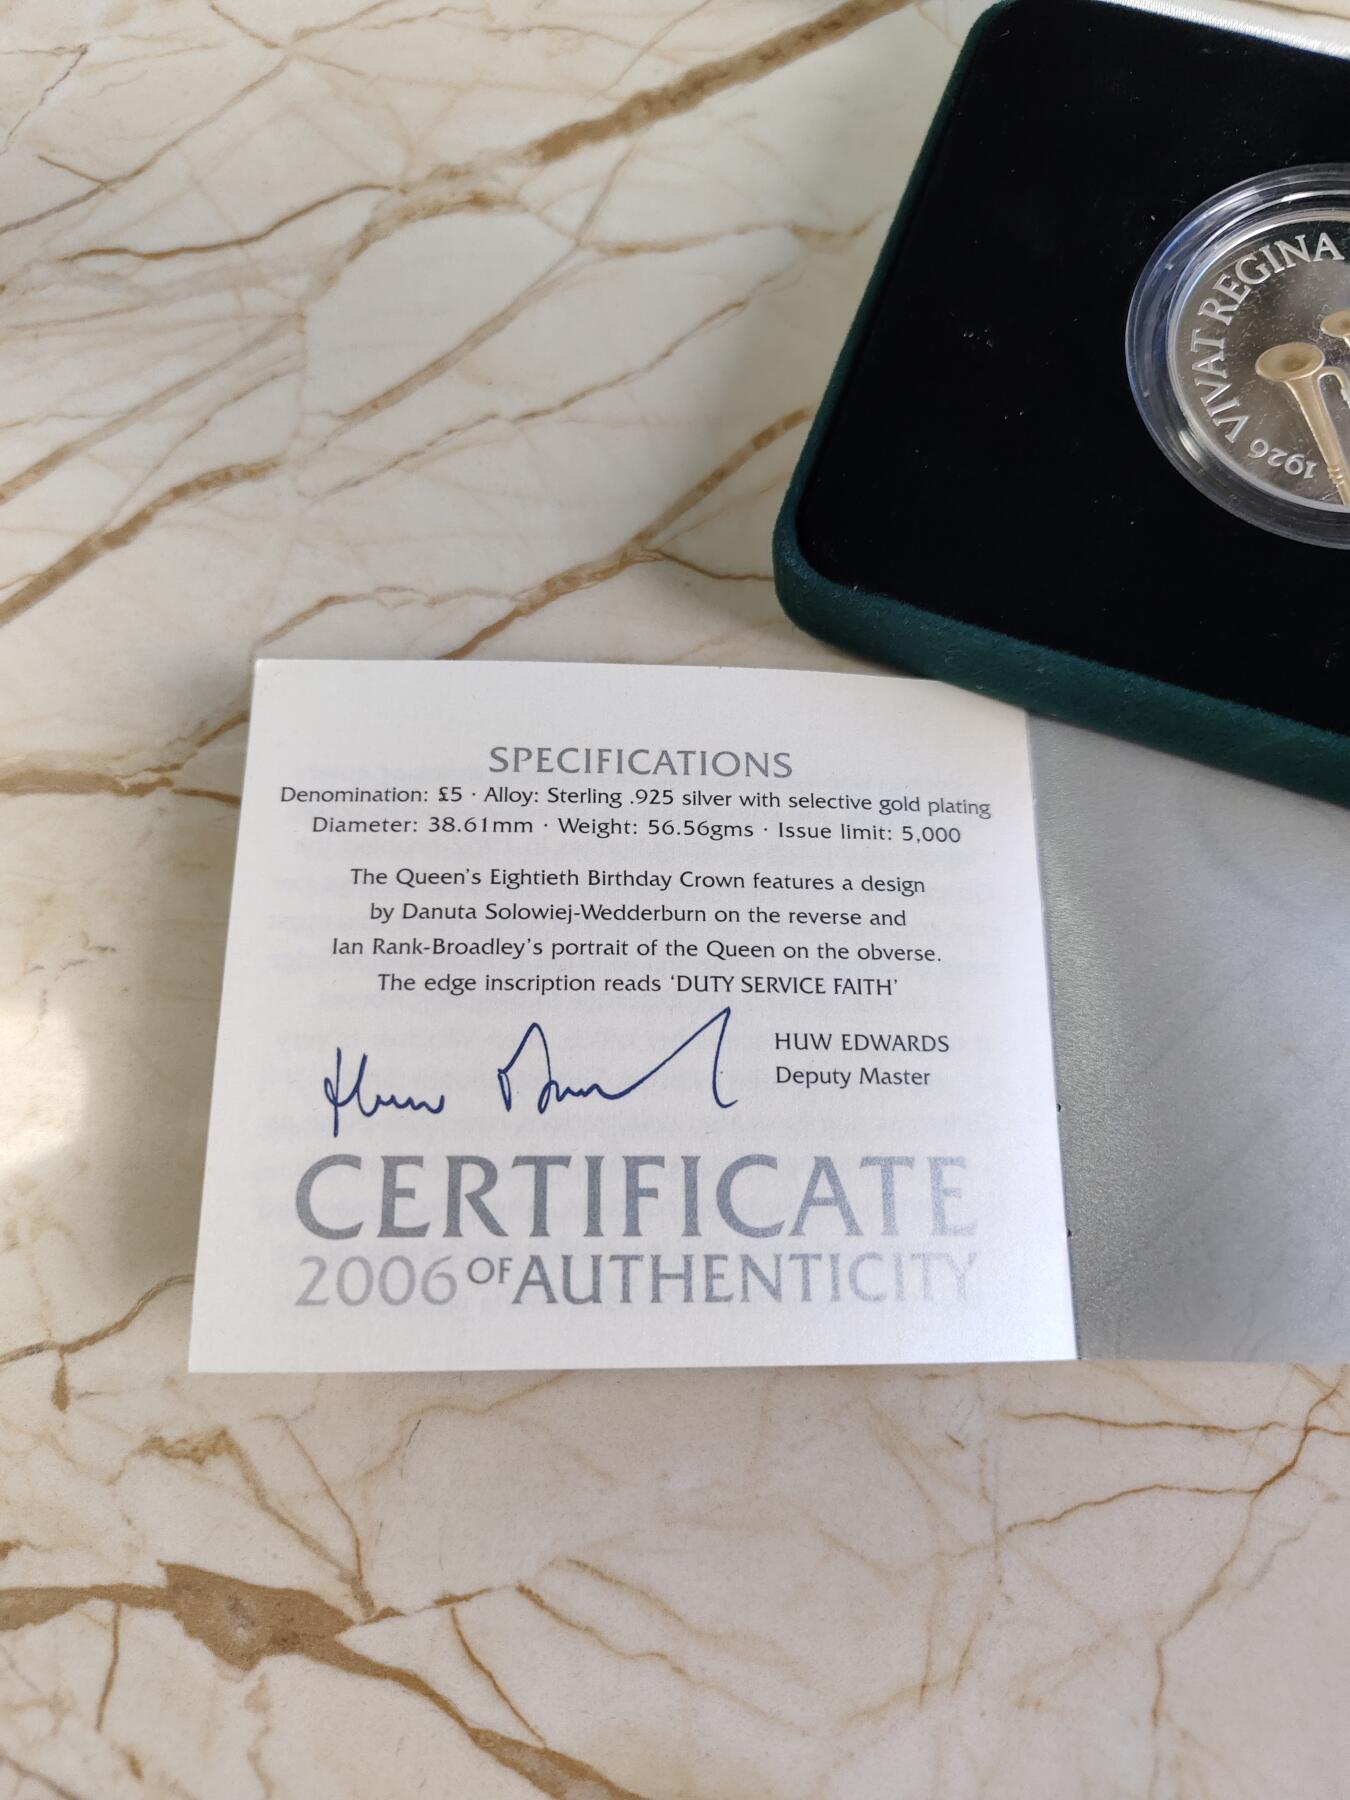 VIVAT REGINA
1926
SPECIFICATIONS
Denomination: £5 · Alloy: Sterling .925 silver with selective gold plating
Diameter: 38.61mm · Weight: 56.56gms · Issue limit: 5,000
The Queen's Eightieth Birthday Crown features a design
by Danuta Solowiej-Wedderburn on the reverse and
Ian Rank-Broadley's portrait of the Queen on the obverse.
The edge inscription reads 'DUTY SERVICE FAITH'
HUW EDWARDS
Deputy Master
CERTIFICATE
2006 OF AUTHENTICITY